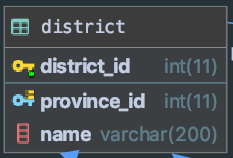 district
district_id int(11)
province_id int(11)
name varchar(200)